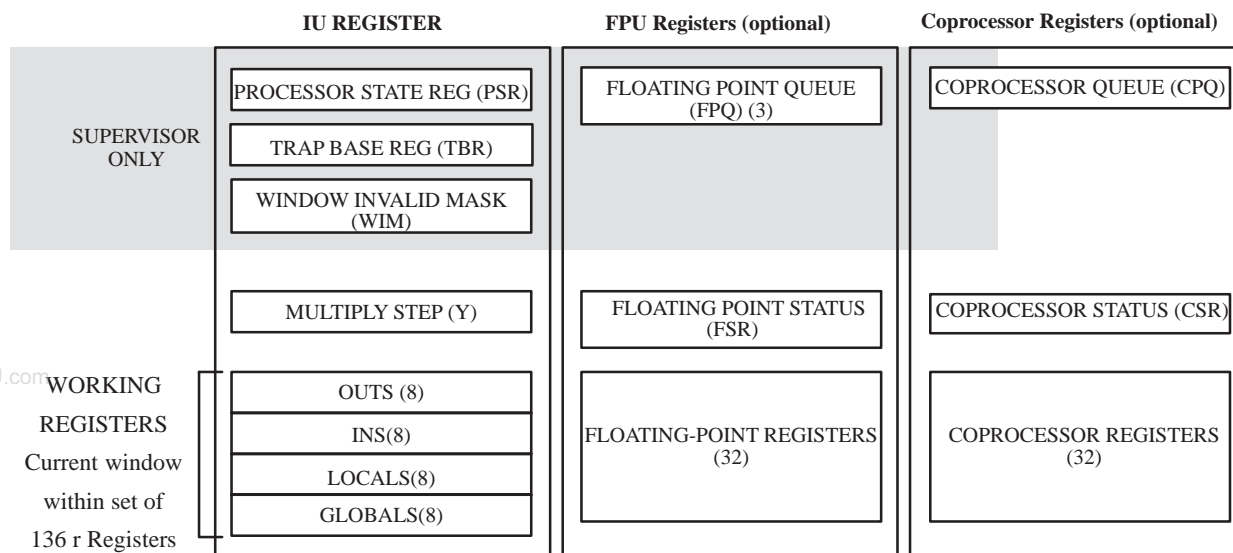 IU REGISTER
FPU Registers (optional)
Coprocessor Registers (optional)
SUPERVISOR
ONLY
PROCESSOR STATE REG (PSR)
TRAP BASE REG (TBR)
WINDOW INVALID MASK
(WIM)
FLOATING POINT QUEUE
(FPQ) (3)
COPROCESSOR QUEUE (CPQ)
MULTIPLY STEP (Y)
FLOATING POINT STATUS
(FSR)
COPROCESSOR STATUS (CSR)
.com
WORKING
REGISTERS
Current window
within set of
136 r Registers
OUTS (8)
INS(8)
LOCALS(8)
GLOBALS(8)
FLOATING-POINT REGISTERS
(32)
COPROCESSOR REGISTERS
(32)